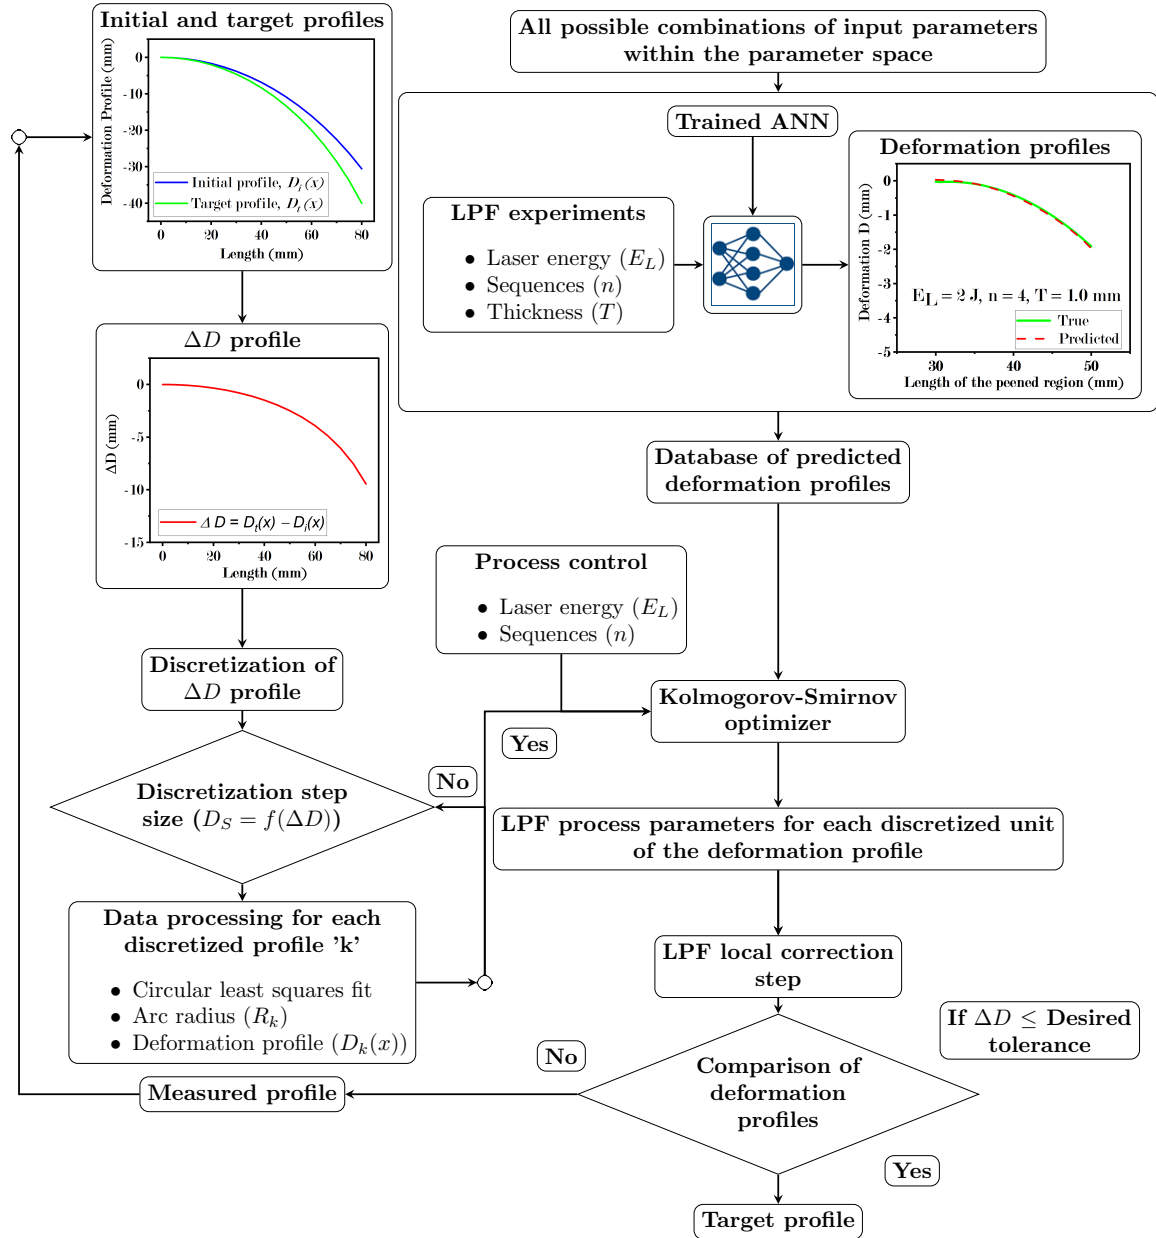 Initial and target profiles
Deformation Profile (mm)
0
-10
-20
-30
-40
Initial profile, D_i(x)
Target profile, D_t(x)
0 20 40 60 80
Length (mm)
All possible combinations of input parameters
within the parameter space
Trained ANN
LPF experiments
• Laser energy (E_L)
• Sequences (n)
• Thickness (T)
Deformation profiles
Deformation D (mm)
0
-1
-2
-3
-4
-5
E_L = 2 J, n = 4, T = 1.0 mm
True
Predicted
30 40 50
Length of the peened region (mm)
ΔD profile
ΔD (mm)
0
-5
-10
-15
Δ D = D_t(x) − D_i(x)
0 20 40 60 80
Length (mm)
Database of predicted
deformation profiles
Process control
• Laser energy (E_L)
• Sequences (n)
Discretization of
ΔD profile
Kolmogorov-Smirnov
optimizer
Yes
No
Discretization step
size (D_S = f(ΔD))
LPF process parameters for each discretized unit
of the deformation profile
Data processing for each
discretized profile 'k'
• Circular least squares fit
• Arc radius (R_k)
• Deformation profile (D_k(x))
LPF local correction
step
If ΔD ≤ Desired
tolerance
No
Comparison of
deformation
profiles
Measured profile
Yes
Target profile